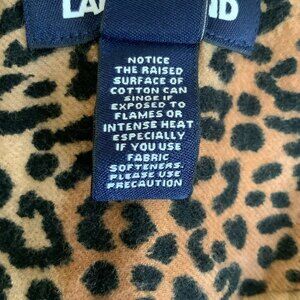 NOTICE
THE RAISED
SURFACE OF
COTTON CAN
SINGE IF
EXPOSED TO
FLAMES OR
INTENSE HEAT
ESPECIALLY
IF YOU USE
FABRIC
SOFTENERS.
PLEASE USE
PRECAUTION